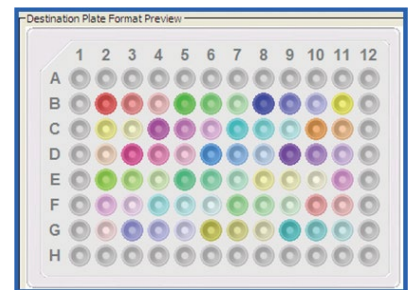 Destination Plate Format Preview
1 2 3 4 5 6 7 8 9 10 11 12
A
B
C
D
E
F
G
H